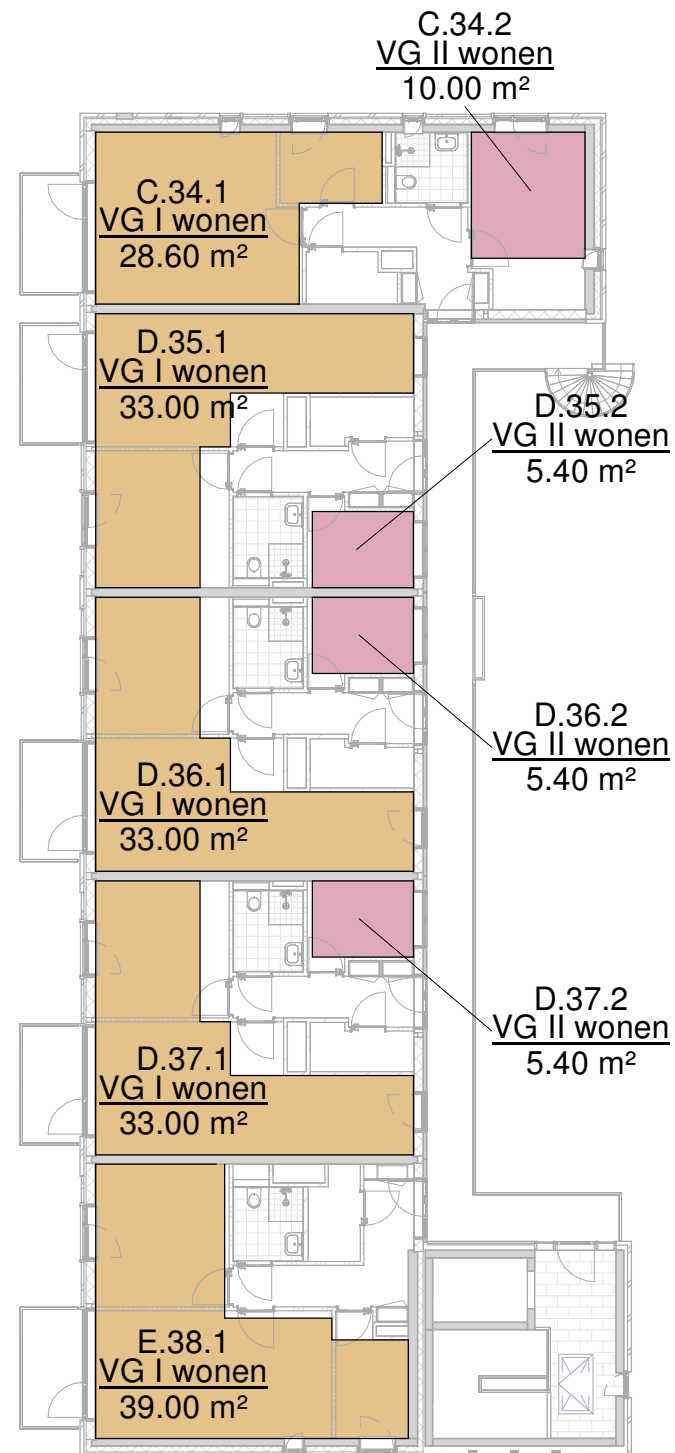 C.34.2
VG II wonen
10.00 m²
C.34.1
VG I wonen
28.60 m²
D.35.1
VG I wonen
33.00 m²
D.35.2
VG II wonen
5.40 m²
D.36.2
VG II wonen
5.40 m²
D.36.1
VG I wonen
33.00 m²
D.37.2
VG II wonen
5.40 m²
D.37.1
VG I wonen
33.00 m²
E.38.1
VG I wonen
39.00 m²